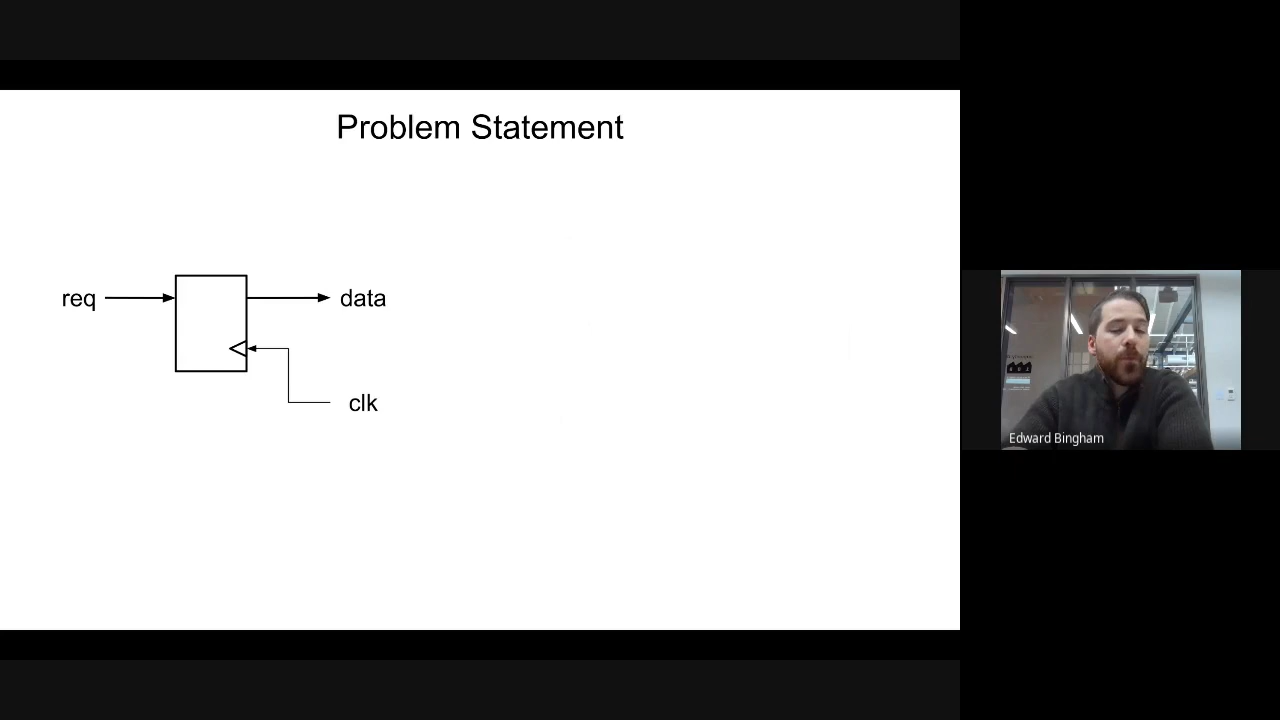 Problem Statement
req
data
clk
Edward Bingham